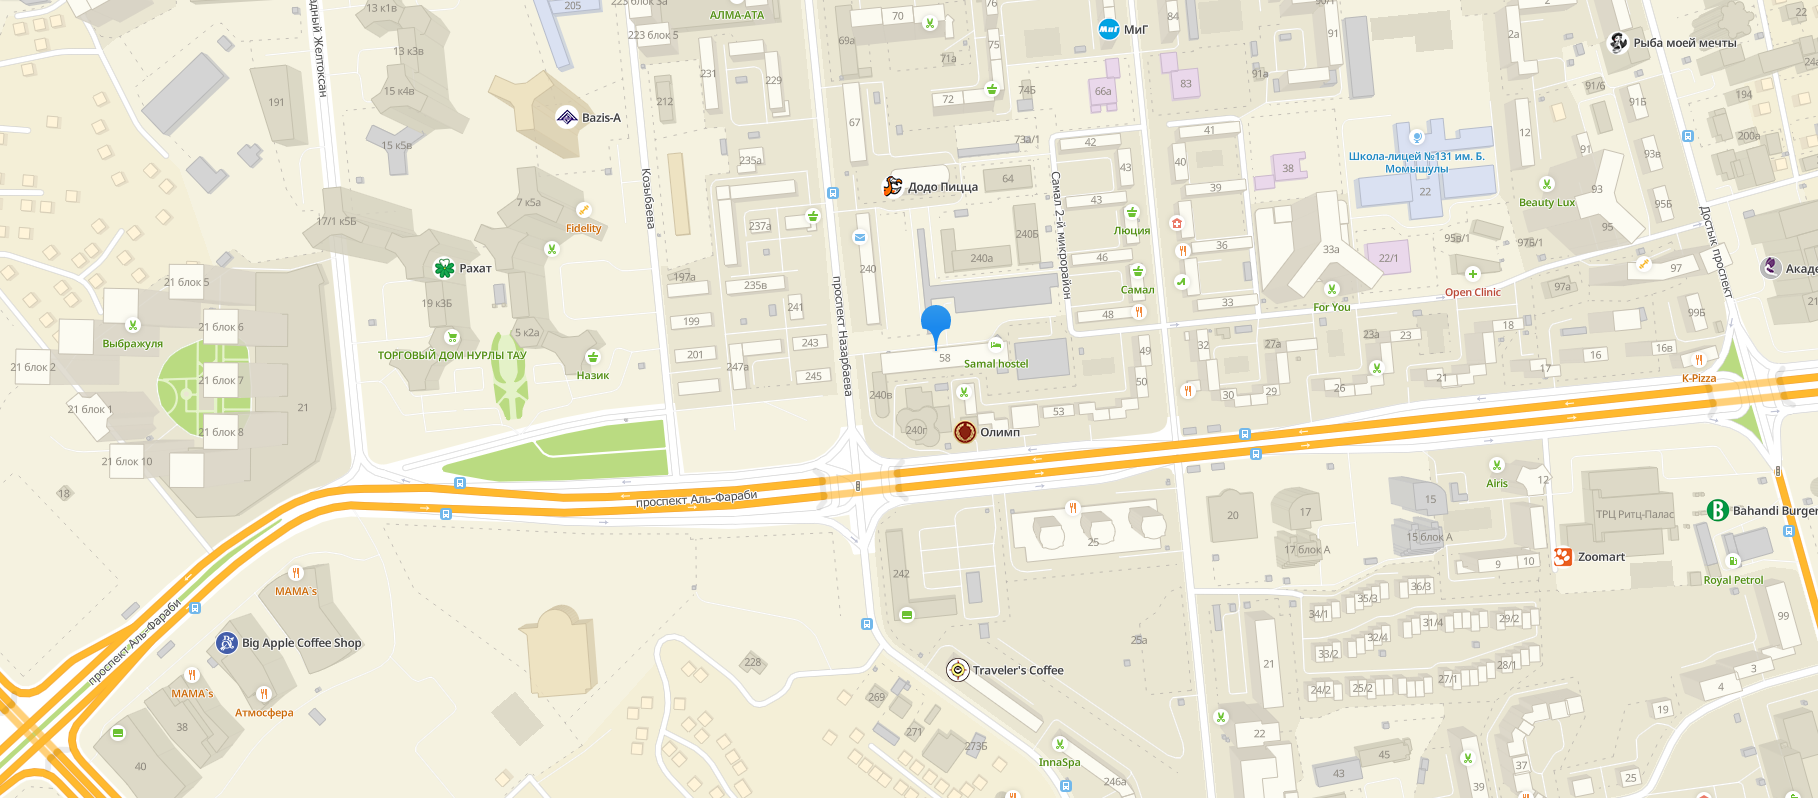 13 к1в
205
223 блок 3а
АЛМА-АТА
223 блок 5
70
76
84
90/1
2
22
69а
75
71а
МиГ
91
2а
Рыба моей мечты
24а
13 к3в
231
229
212
15 к4в
191
Bazis-A
72
74Б
66а
83
91а
91/6
91Б
67
73а/1
42
41
12
200а
15 к5в
235а
43
40
Школа-лицей №131 им. Б.
Момышулы
91
93в
Желтоксан
Козыбаева
Додо Пицца
64
38
39
22
93
7 к5а
43
Beauty Lux
95Б
17/1 к5Б
Fidelity
237а
240Б
Люция
36
95в/1
97Б/1
95
Самал 2-й микрорайон
33а
22/1
Достык проспект
Рахат
240
240а
46
97
Акаде
21 блок 5
197а
235в
Самал
Open Clinic
97а
19 к3Б
241
проспект Назарбаева
33
For You
21 блок 6
199
48
99Б
5 к2а
Выбражуля
243
32
23а
23
18
ТОРГОВЫЙ ДОМ НУРЛЫ ТАУ
201
58
Samal hostel
49
16
16в
21 блок 2
247а
17
Назик
245
50
21
K-Pizza
21 блок 7
26
30
240в
21 блок 1
21
53
21 блок 8
240г
Олимп
21 блок 10
18
проспект Аль-Фараби
Airis
12
15
17
20
ТРЦ Ритц-Палас
Bahandi Burger
25
15 блок А
17 блок А
Zoomart
9
10
242
Royal Petrol
MAMA`s
36/3
35/3
34/1
31/4
29/2
99
проспект Аль-Фараби
32/4
25а
Big Apple Coffee Shop
33/2
28/1
21
228
Traveler's Coffee
27/1
3
24/2
25/2
4
MAMA`s
269
19
Атмосфера
38
271
22
273Б
45
InnaSpa
40
43
37
25
246а
39